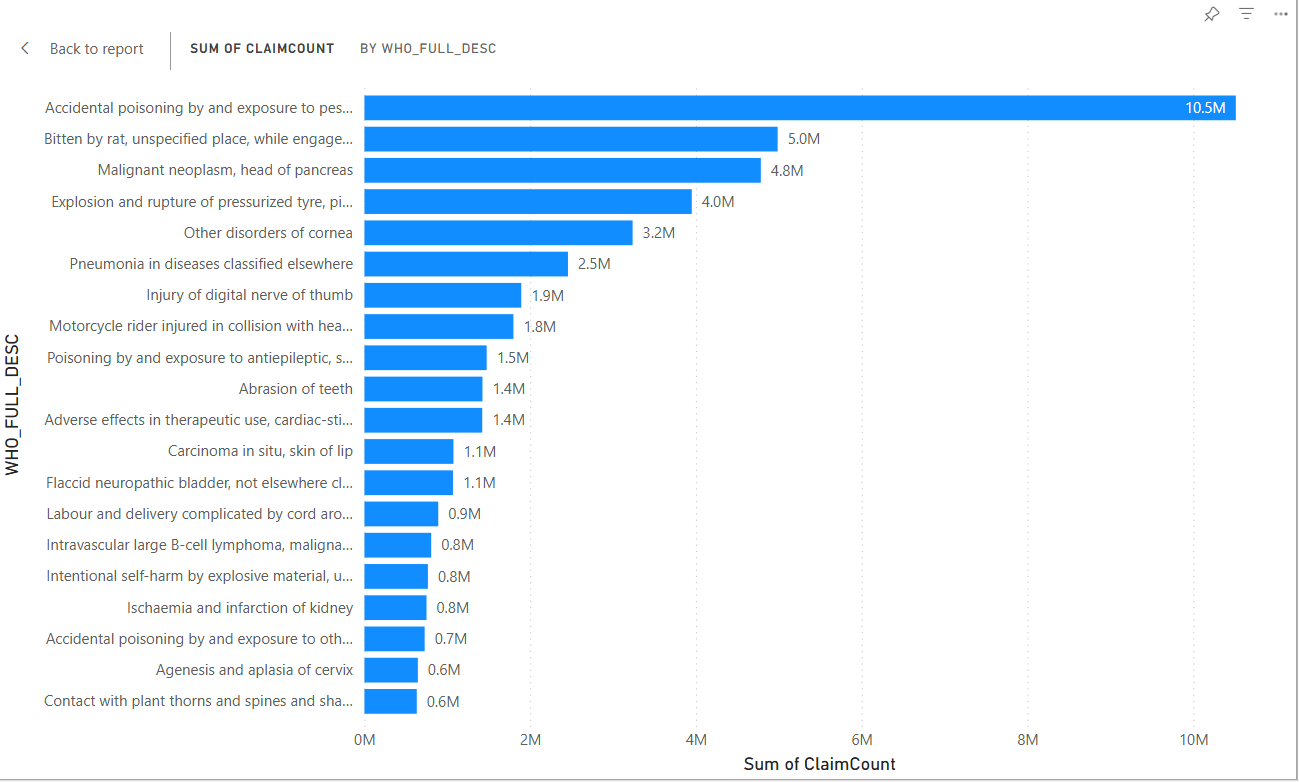 Back to report
SUM OF CLAIMCOUNT
BY WHO_FULL_DESC
WHO_FULL_DESC
Accidental poisoning by and exposure to pes... 10.5M
Bitten by rat, unspecified place, while engage... 5.0M
Malignant neoplasm, head of pancreas 4.8M
Explosion and rupture of pressurized tyre, pi... 4.0M
Other disorders of cornea 3.2M
Pneumonia in diseases classified elsewhere 2.5M
Injury of digital nerve of thumb 1.9M
Motorcycle rider injured in collision with hea... 1.8M
Poisoning by and exposure to antiepileptic, s... 1.5M
Abrasion of teeth 1.4M
Adverse effects in therapeutic use, cardiac-sti... 1.4M
Carcinoma in situ, skin of lip 1.1M
Flaccid neuropathic bladder, not elsewhere cl... 1.1M
Labour and delivery complicated by cord aro... 0.9M
Intravascular large B-cell lymphoma, maligna... 0.8M
Intentional self-harm by explosive material, u... 0.8M
Ischaemia and infarction of kidney 0.8M
Accidental poisoning by and exposure to oth... 0.7M
Agenesis and aplasia of cervix 0.6M
Contact with plant thorns and spines and sha... 0.6M
0M 2M 4M 6M 8M 10M
Sum of ClaimCount